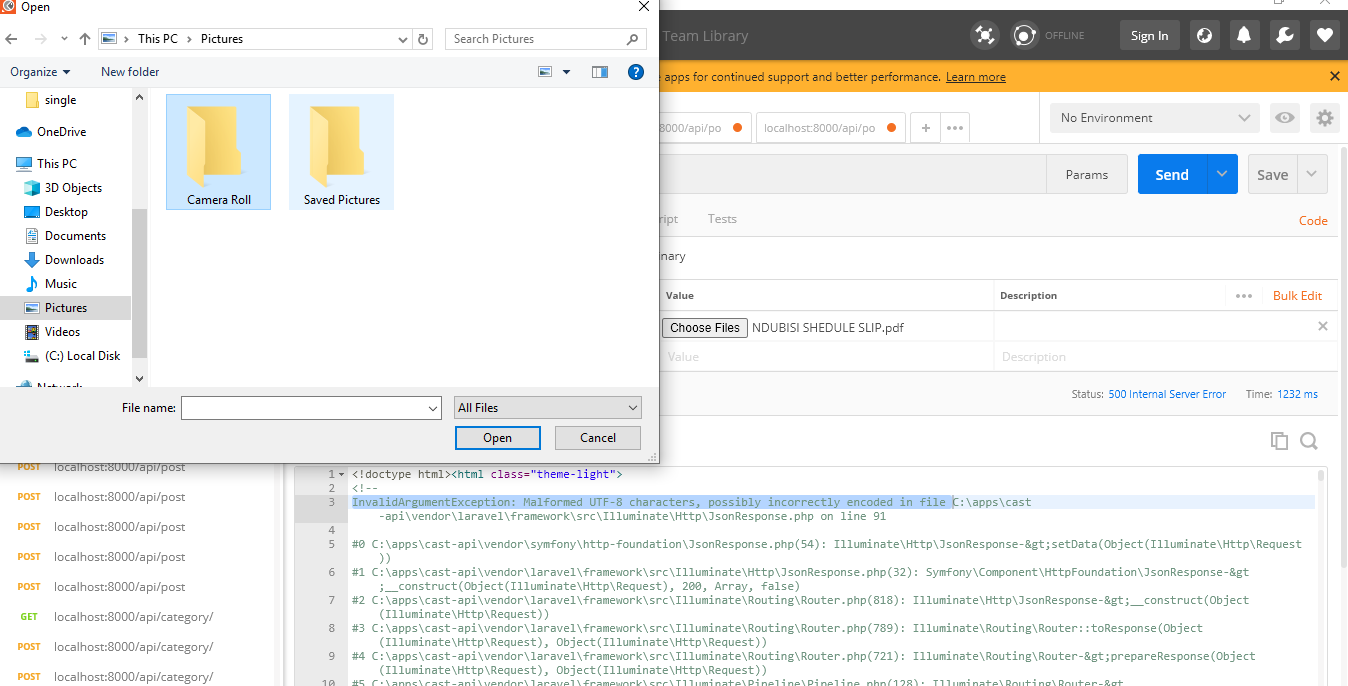 Open
This PC > Pictures
Search Pictures
Organize
New folder
single
OneDrive
This PC
3D Objects
Desktop
Documents
Downloads
Music
Pictures
Videos
(C:) Local Disk
Network
Camera Roll
Saved Pictures
File name:
All Files
Open
Cancel
Team Library
OFFLINE
Sign In
apps for continued support and better performance. Learn more
8000/api/po
localhost:8000/api/po
No Environment
Params
Send
Save
ript
Tests
Code
nary
Value
Description
Bulk Edit
Choose Files NDUBISI SHEDULE SLIP.pdf
Value
Description
Status: 500 Internal Server Error
Time: 1232 ms
POST localhost:8000/api/post
POST localhost:8000/api/post
POST localhost:8000/api/post
POST localhost:8000/api/post
POST localhost:8000/api/post
GET localhost:8000/api/category/
POST localhost:8000/api/category/
POST localhost:8000/api/category/
1 <!doctype html><html class="theme-light">
2 <!--
3 InvalidArgumentException: Malformed UTF-8 characters, possibly incorrectly encoded in file C:\apps\cast
-api\vendor\laravel\framework\src\Illuminate\Http\JsonResponse.php on line 91
4
5 #0 C:\apps\cast-api\vendor\symfony\http-foundation\JsonResponse.php(54): Illuminate\Http\JsonResponse-&gt;setData(Object(Illuminate\Http\Request
))
6 #1 C:\apps\cast-api\vendor\laravel\framework\src\Illuminate\Http\JsonResponse.php(32): Symfony\Component\HttpFoundation\JsonResponse-&gt
;__construct(Object(Illuminate\Http\Request), 200, Array, false)
7 #2 C:\apps\cast-api\vendor\laravel\framework\src\Illuminate\Routing\Router.php(818): Illuminate\Http\JsonResponse-&gt;__construct(Object
(Illuminate\Http\Request))
8 #3 C:\apps\cast-api\vendor\laravel\framework\src\Illuminate\Routing\Router.php(789): Illuminate\Routing\Router::toResponse(Object
(Illuminate\Http\Request), Object(Illuminate\Http\Request))
9 #4 C:\apps\cast-api\vendor\laravel\framework\src\Illuminate\Routing\Router.php(721): Illuminate\Routing\Router-&gt;prepareResponse(Object
(Illuminate\Http\Request), Object(Illuminate\Http\Request))
10 #5 C:\apps\cast-api\vendor\laravel\framework\src\Illuminate\Pipeline\Pipeline.php(128): Illuminate\Routing\Router-&gt